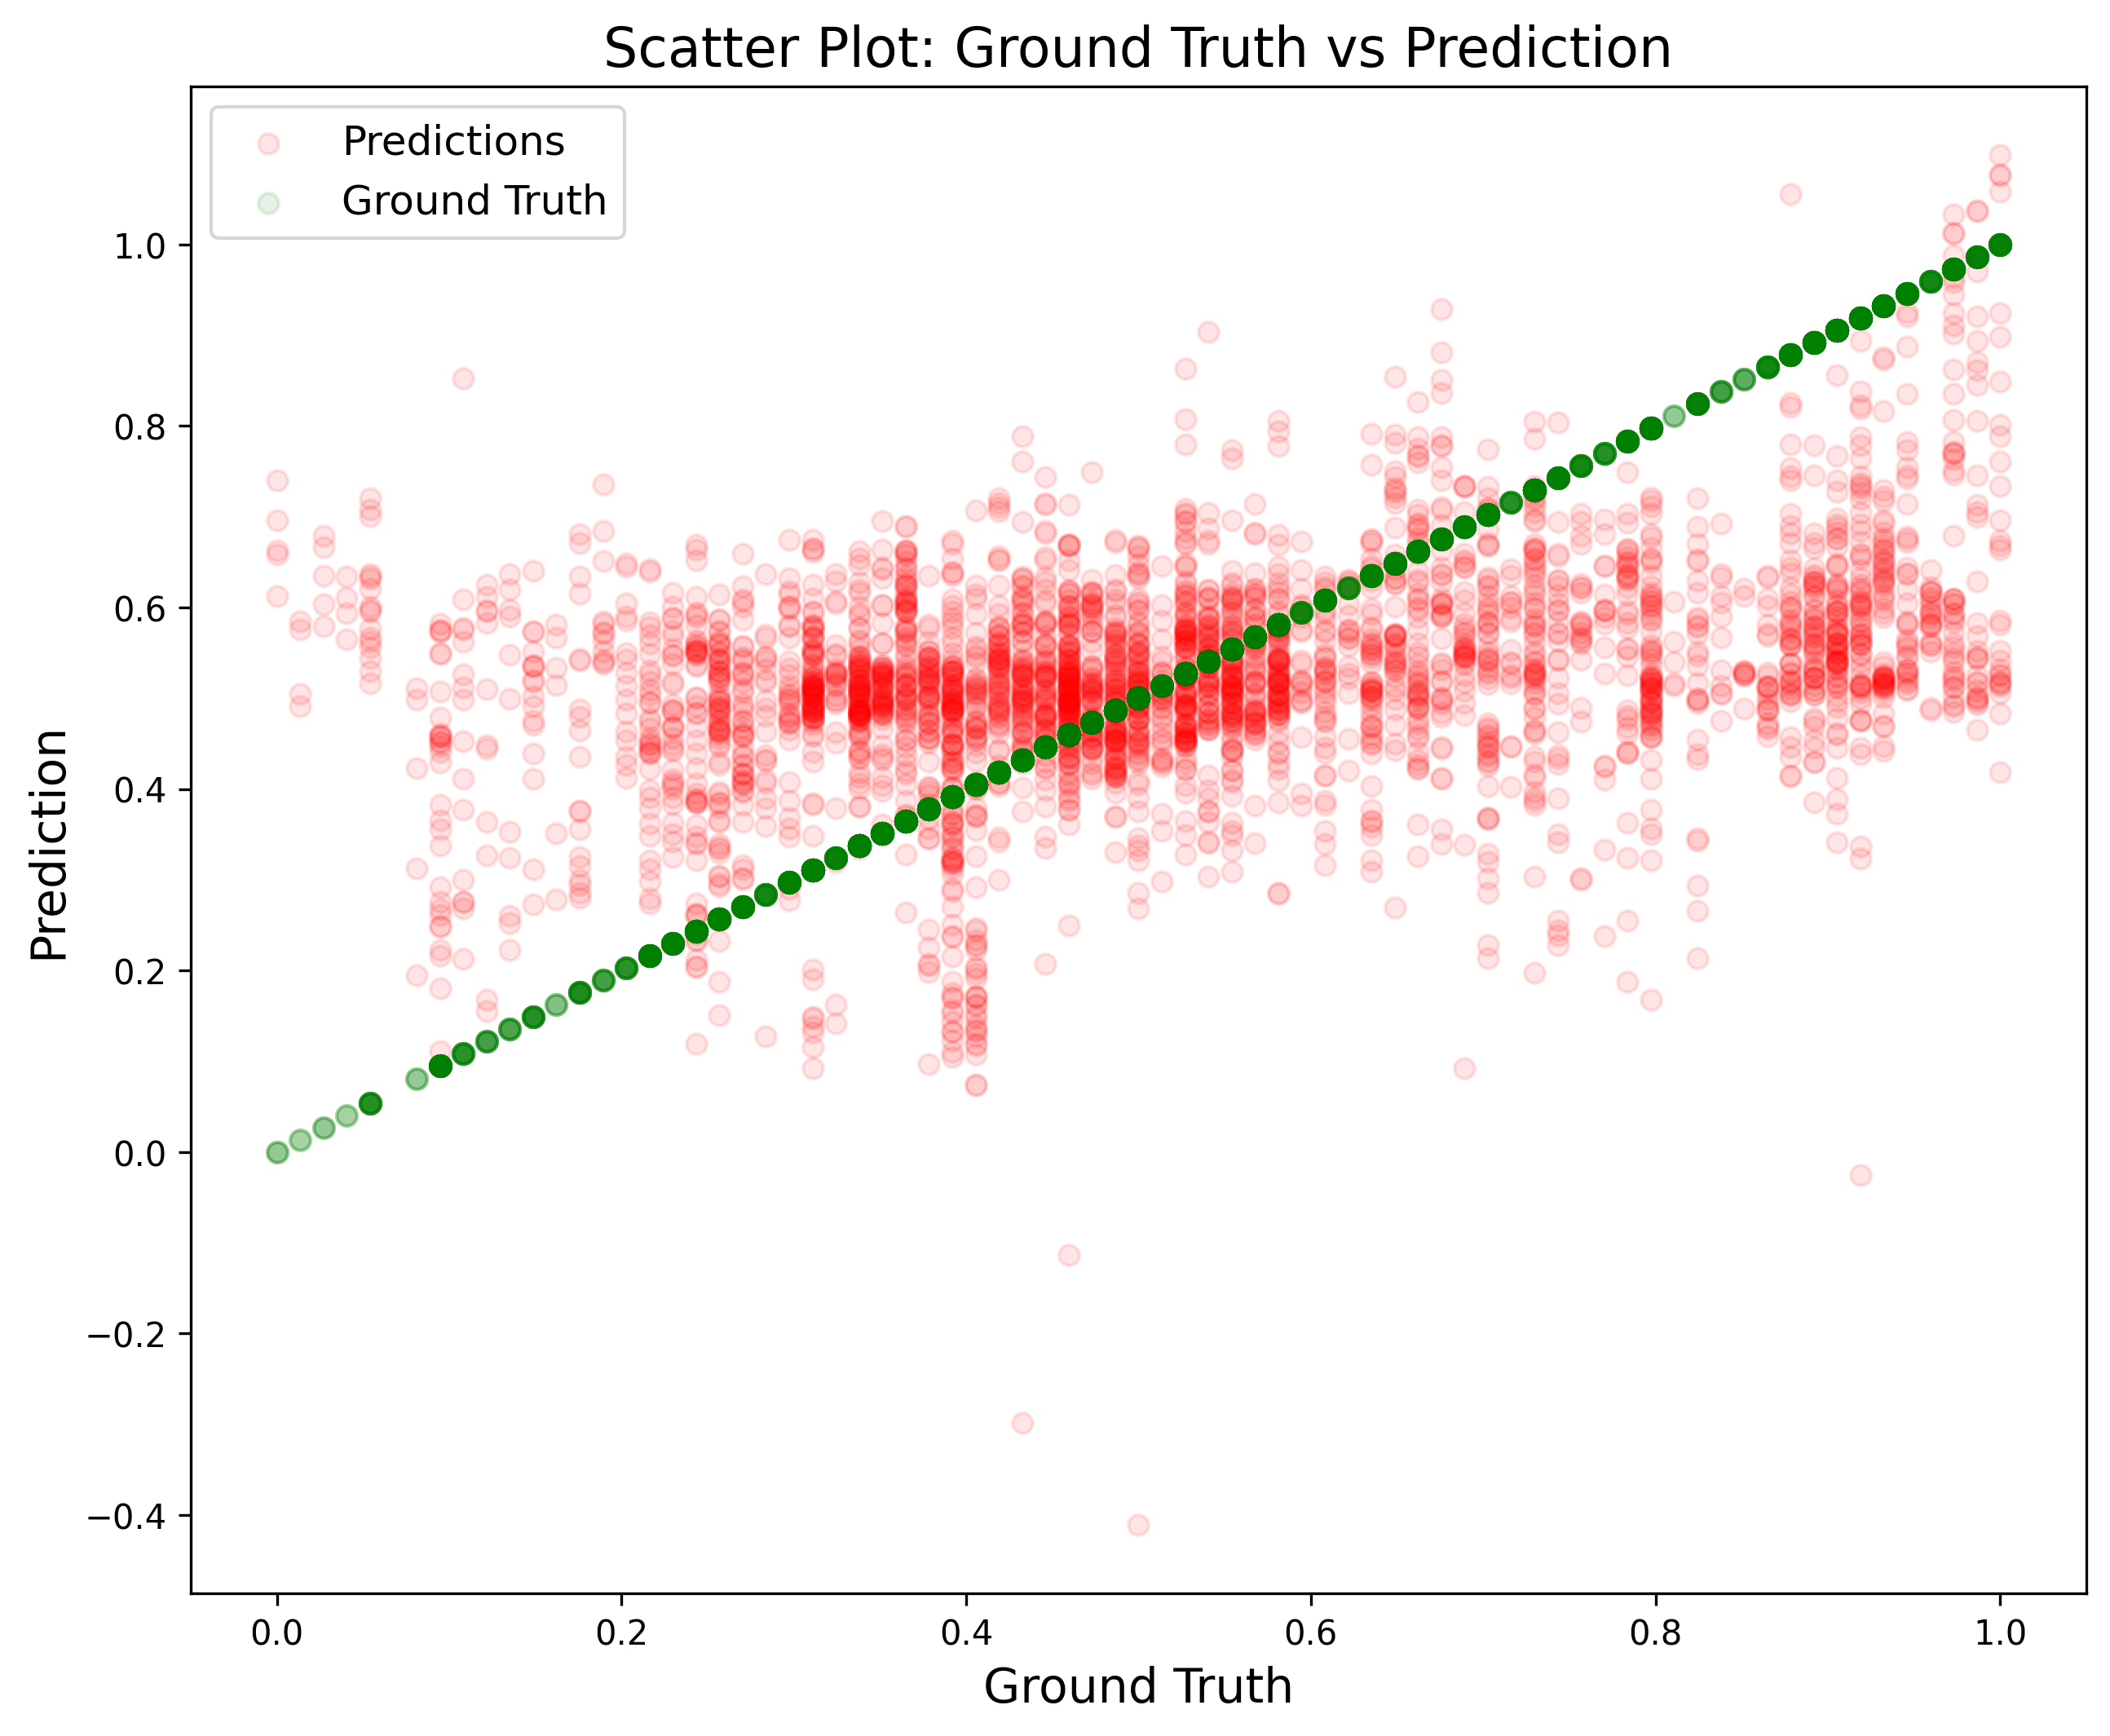 Scatter Plot: Ground Truth vs Prediction
Predictions
Ground Truth
1.0
0.8
0.6
0.4
0.2
0.0
−0.2
−0.4
Prediction
0.0 0.2 0.4 0.6 0.8 1.0
Ground Truth